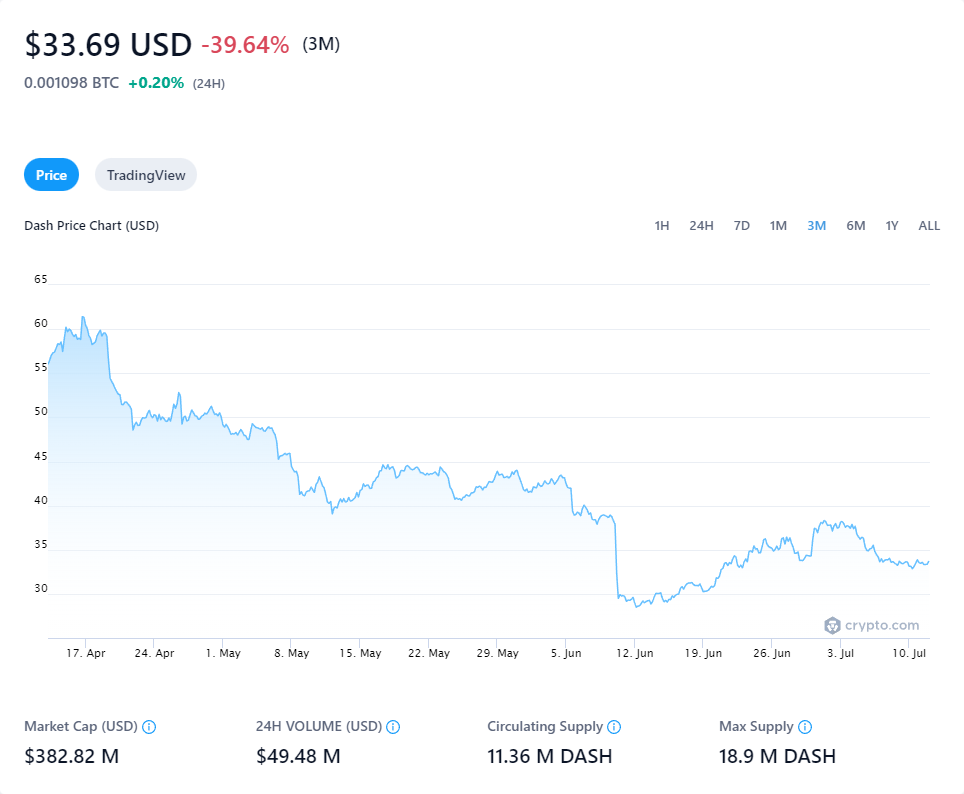 $33.69 USD -39.64% (3M)
0.001098 BTC +0.20% (24H)
Price TradingView
Dash Price Chart (USD) 1H 24H 7D 1M 3M 6M 1Y ALL
65
60
55
50
45
40
35
30
crypto.com
17. Apr 24. Apr 1. May 8. May 15. May 22. May 29. May 5. Jun 12. Jun 19. Jun 26. Jun 3. Jul 10. Jul
Market Cap (USD) 24H VOLUME (USD) Circulating Supply Max Supply
$382.82 M $49.48 M 11.36 M DASH 18.9 M DASH